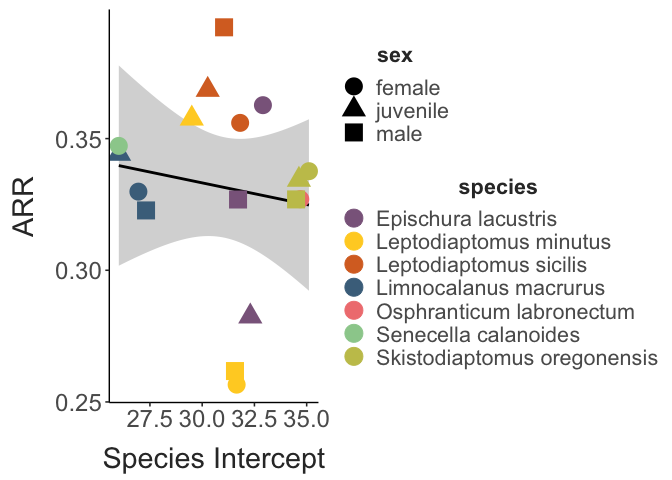 ARR
0.35
0.30
0.25
27.5 30.0 32.5 35.0
Species Intercept
sex
female
juvenile
male
species
Epischura lacustris
Leptodiaptomus minutus
Leptodiaptomus sicilis
Limnocalanus macrurus
Osphranticum labronectum
Senecella calanoides
Skistodiaptomus oregonensis